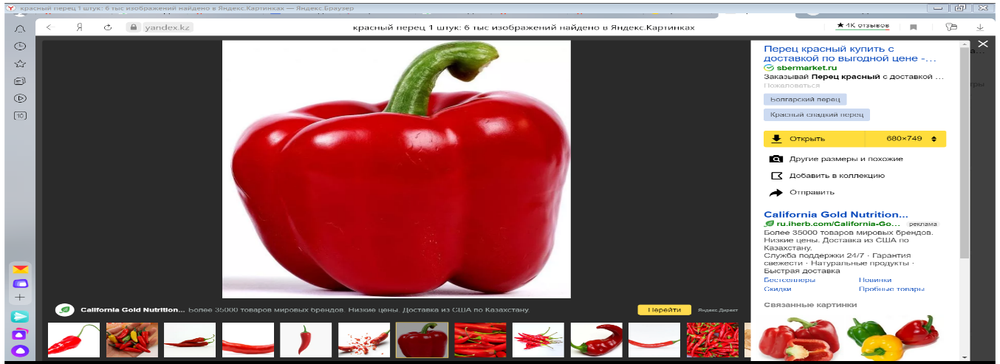 красный перец 1 штук: 6 тыс изображений найдено в Яндекс.Картинках — Яндекс.Браузер
Я
yandex.kz
красный перец 1 штук: 6 тыс изображений найдено в Яндекс.Картинках
★4K отзывов
10
Перец красный купить с
доставкой по выгодной цене -...
sbermarket.ru
Заказывай Перец красный с доставкой ...
Пожаловаться
Болгарский перец
Красный сладкий перец
Открыть 680×749
Другие размеры и похожие
Добавить в коллекцию
Отправить
California Gold Nutrition...
ru.iherb.com/California-Go... реклама
Более 35000 товаров мировых брендов.
Низкие цены. Доставка из США по
Казахстану.
Служба поддержки 24/7 · Гарантия
свежести · Натуральные продукты ·
Быстрая доставка
Бестселлеры Новинки
Скидки Пробные товары
Связанные картинки
California Gold Nutrition... Более 35000 товаров мировых брендов. Низкие цены. Доставка из США по Казахстану.
Перейти
Яндекс.Директ